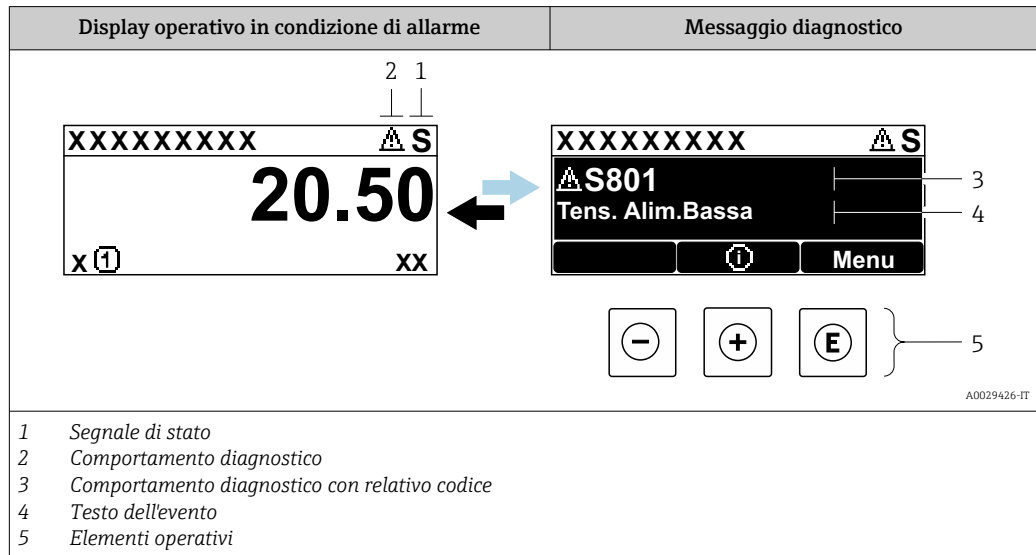 Display operativo in condizione di allarme
Messaggio diagnostico
2 1
XXXXXXXXX ⚠ S
20.50
x 1 XX
XXXXXXXXX ⚠ S
⚠S801
Tens. Alim.Bassa
i Menu
3
4
- + E
5
A0029426-IT
1 Segnale di stato
2 Comportamento diagnostico
3 Comportamento diagnostico con relativo codice
4 Testo dell'evento
5 Elementi operativi